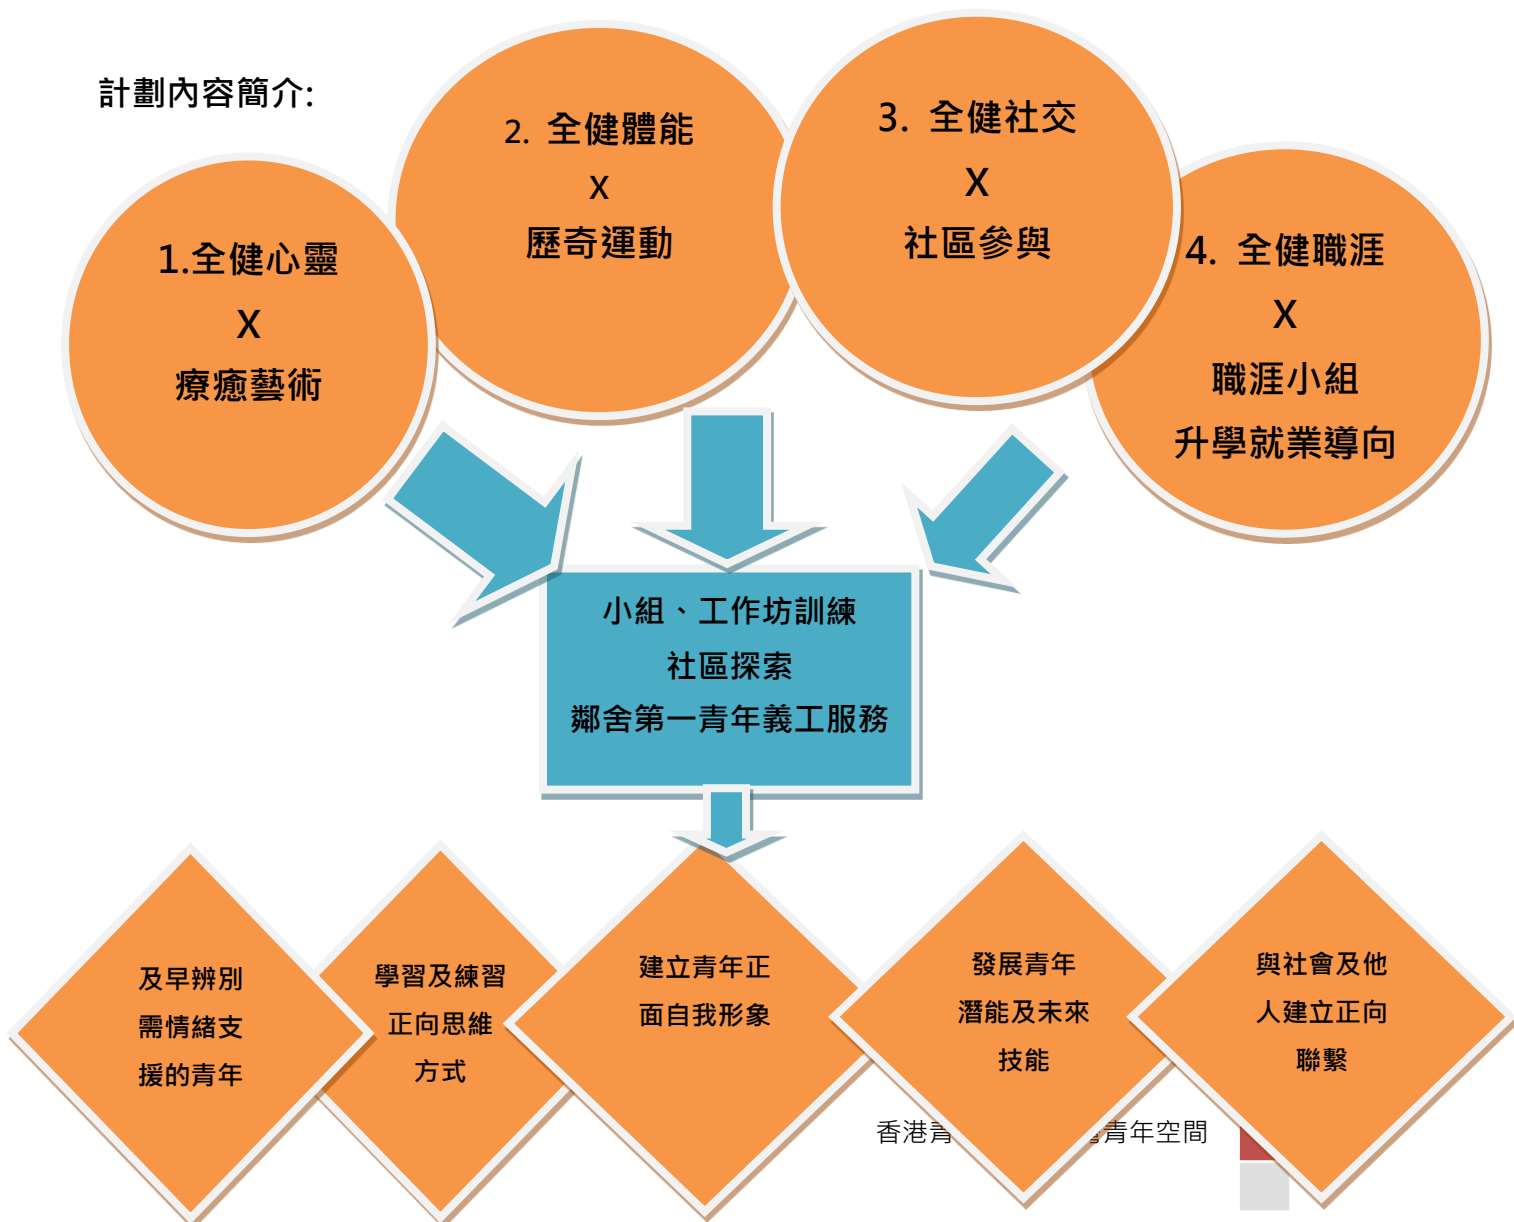 計劃內容簡介:
1.全健心靈
X
療癒藝術
2. 全健體能
X
歷奇運動
3. 全健社交
X
社區參與
4. 全健職涯
X
職涯小組
升學就業導向
小組、工作坊訓練
社區探索
鄰舍第一青年義工服務
及早辨別
需情緒支
援的青年
學習及練習
正向思維
方式
建立青年正
面自我形象
發展青年
潛能及未來
技能
與社會及他
人建立正向
聯繫
香港青
青年空間